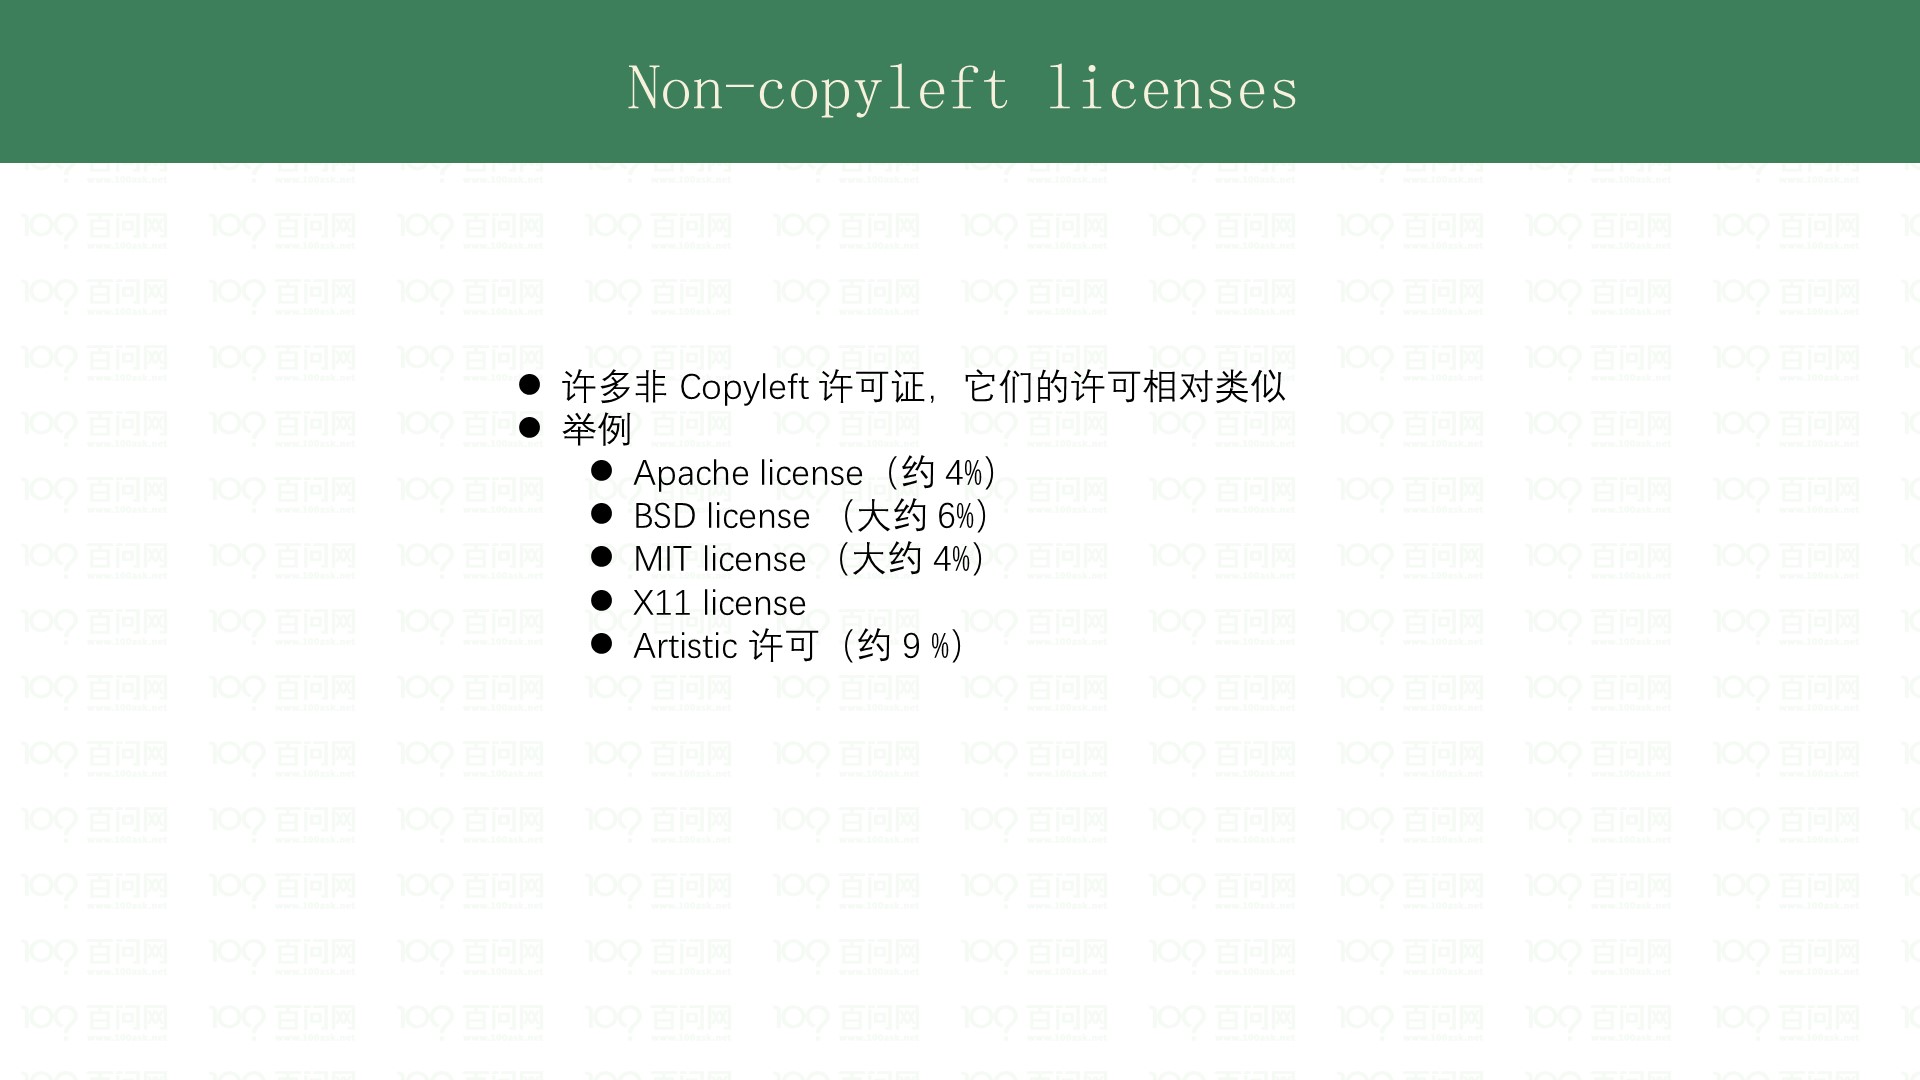 Non-copyleft licenses
许多非 Copyleft 许可证，它们的许可相对类似
举例
Apache license（约 4%）
BSD license （大约 6%）
MIT license （大约 4%）
X11 license
Artistic 许可（约 9 %）
百问网
www.100ask.net